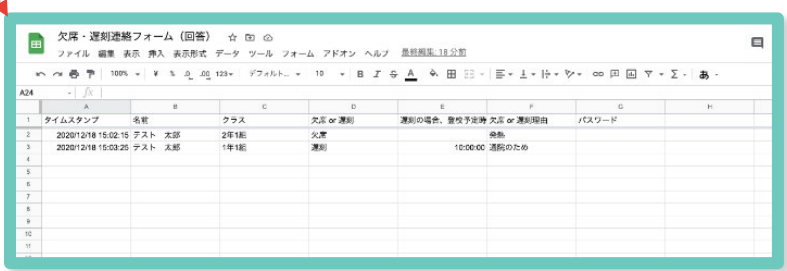 欠席・遅刻連絡フォーム（回答）
ファイル 編集 表示 挿入 表示形式 データ ツール フォーム アドオン ヘルプ 最終編集: 18 分前
100% ¥ % .0 .00 123 デフォルト... 10 B I S A あ
A24 fx
A B C D E F G H
1 タイムスタンプ 名前 クラス 欠席 or 遅刻 遅刻の場合、登校予定時 欠席 or 遅刻理由 パスワード
2 2020/12/18 15:02:15 テスト 太郎 2年1組 欠席 発熱
3 2020/12/18 15:03:25 テスト 太郎 1年1組 遅刻 10:00:00 通院のため
4
5
6
7
8
9
10
11